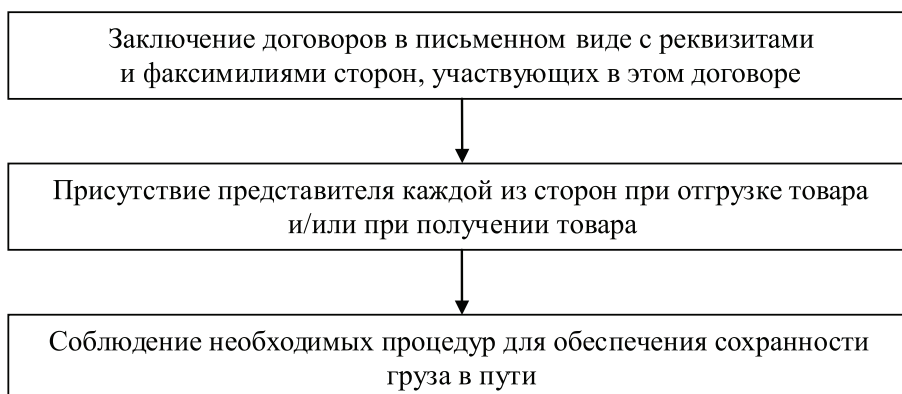 Заключение договоров в письменном виде с реквизитами
и факсимилиями сторон, участвующих в этом договоре
Присутствие представителя каждой из сторон при отгрузке товара
и/или при получении товара
Соблюдение необходимых процедур для обеспечения сохранности
груза в пути